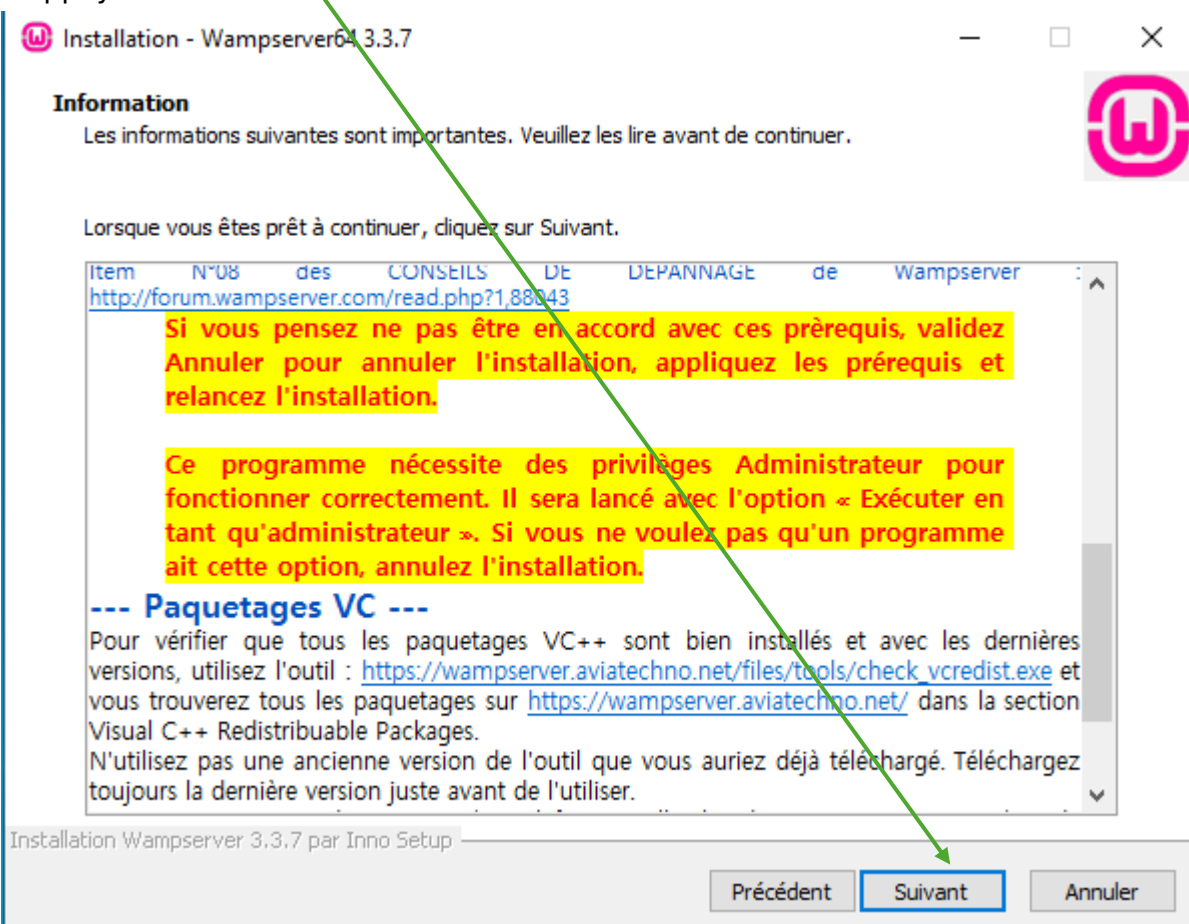 Installation - Wampserver64 3.3.7
Information
Les informations suivantes sont importantes. Veuillez les lire avant de continuer.
Lorsque vous êtes prêt à continuer, cliquez sur Suivant.
Item N°08 des CONSEILS DE DEPANNAGE de Wampserver :
http://forum.wampserver.com/read.php?1,88043
Si vous pensez ne pas être en accord avec ces prèrequis, validez
Annuler pour annuler l'installation, appliquez les prérequis et
relancez l'installation.
Ce programme nécessite des privilèges Administrateur pour
fonctionner correctement. Il sera lancé avec l'option « Exécuter en
tant qu'administrateur ». Si vous ne voulez pas qu'un programme
ait cette option, annulez l'installation.
--- Paquetages VC ---
Pour vérifier que tous les paquetages VC++ sont bien installés et avec les dernières
versions, utilisez l'outil : https://wampserver.aviatechno.net/files/tools/check_vcredist.exe et
vous trouverez tous les paquetages sur https://wampserver.aviatechno.net/ dans la section
Visual C++ Redistribuable Packages.
N'utilisez pas une ancienne version de l'outil que vous auriez déjà téléchargé. Téléchargez
toujours la dernière version juste avant de l'utiliser.
Installation Wampserver 3.3.7 par Inno Setup
Précédent Suivant Annuler